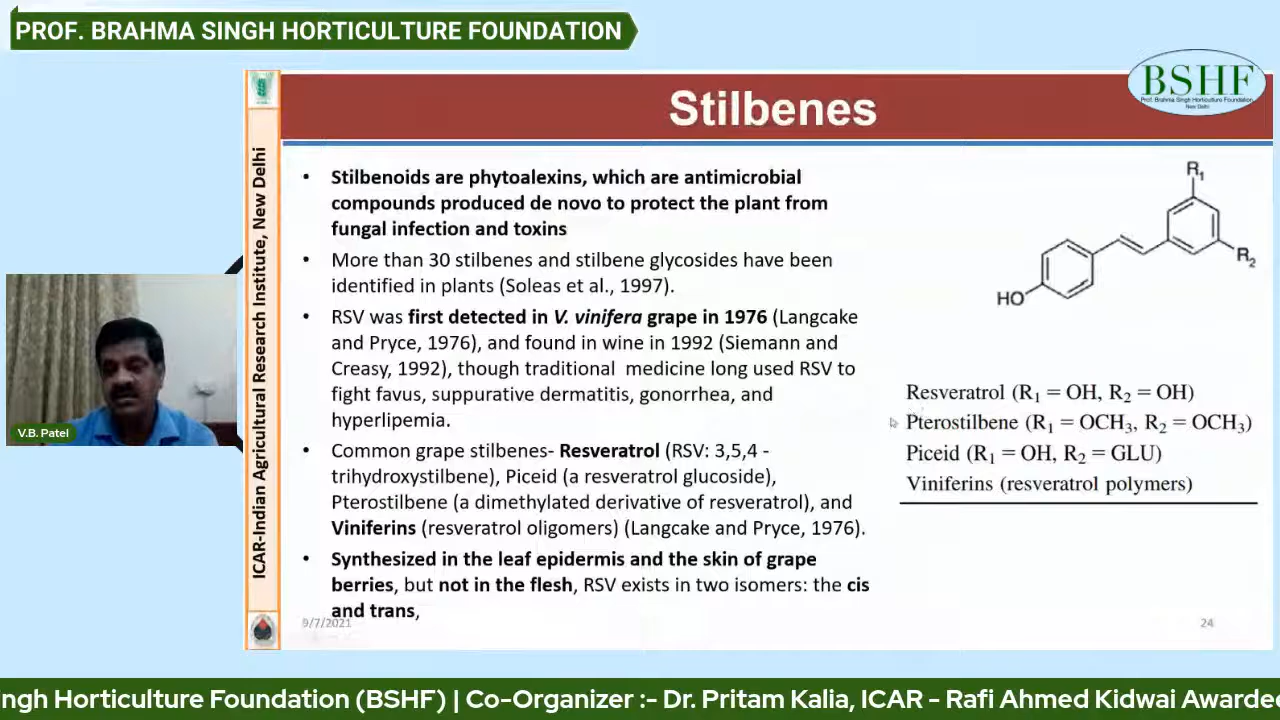 PROF. BRAHMA SINGH HORTICULTURE FOUNDATION
BSHF
Prof. Brahma Singh Horticulture Foundation
New Delhi
Stilbenes
ICAR-Indian Agricultural Research Institute, New Delhi
• Stilbenoids are phytoalexins, which are antimicrobial
compounds produced de novo to protect the plant from
fungal infection and toxins
• More than 30 stilbenes and stilbene glycosides have been
identified in plants (Soleas et al., 1997).
• RSV was first detected in V. vinifera grape in 1976 (Langcake
and Pryce, 1976), and found in wine in 1992 (Siemann and
Creasy, 1992), though traditional medicine long used RSV to
fight favus, suppurative dermatitis, gonorrhea, and
hyperlipemia.
• Common grape stilbenes- Resveratrol (RSV: 3,5,4 -
trihydroxystilbene), Piceid (a resveratrol glucoside),
Pterostilbene (a dimethylated derivative of resveratrol), and
Viniferins (resveratrol oligomers) (Langcake and Pryce, 1976).
• Synthesized in the leaf epidermis and the skin of grape
berries, but not in the flesh, RSV exists in two isomers: the cis
and trans,
R₁
R₂
HO
Resveratrol (R₁ = OH, R₂ = OH)
Pterostilbene (R₁ = OCH₃, R₂ = OCH₃)
Piceid (R₁ = OH, R₂ = GLU)
Viniferins (resveratrol polymers)
9/7/2021
24
V.B. Patel
ngh Horticulture Foundation (BSHF) | Co-Organizer :- Dr. Pritam Kalia, ICAR - Rafi Ahmed Kidwai Awardee